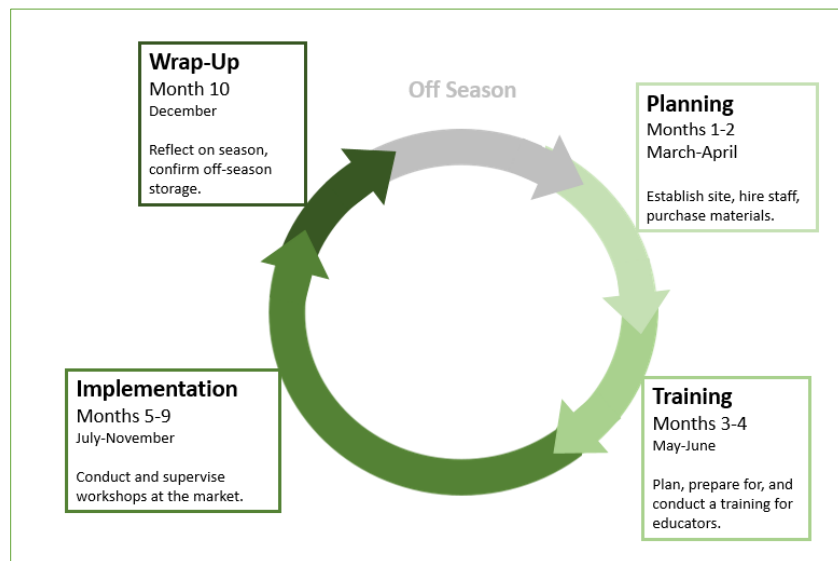 Off Season
Planning
Months 1-2
March-April
Establish site, hire staff,
purchase materials.
Training
Months 3-4
May-June
Plan, prepare for, and
conduct a training for
educators.
Implementation
Months 5-9
July-November
Conduct and supervise
workshops at the market.
Wrap-Up
Month 10
December
Reflect on season,
confirm off-season
storage.